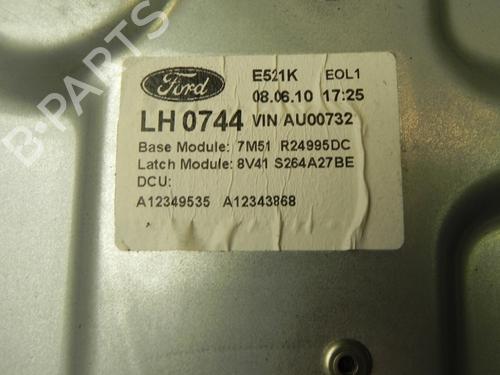 Ford
E521K EOL1
08.06.10 17:25
LH 0744 VIN AU00732
Base Module: 7M51 R24995DC
Latch Module: 8V41 S264A27BE
DCU:
A12349535 A12343868
B-PARTS